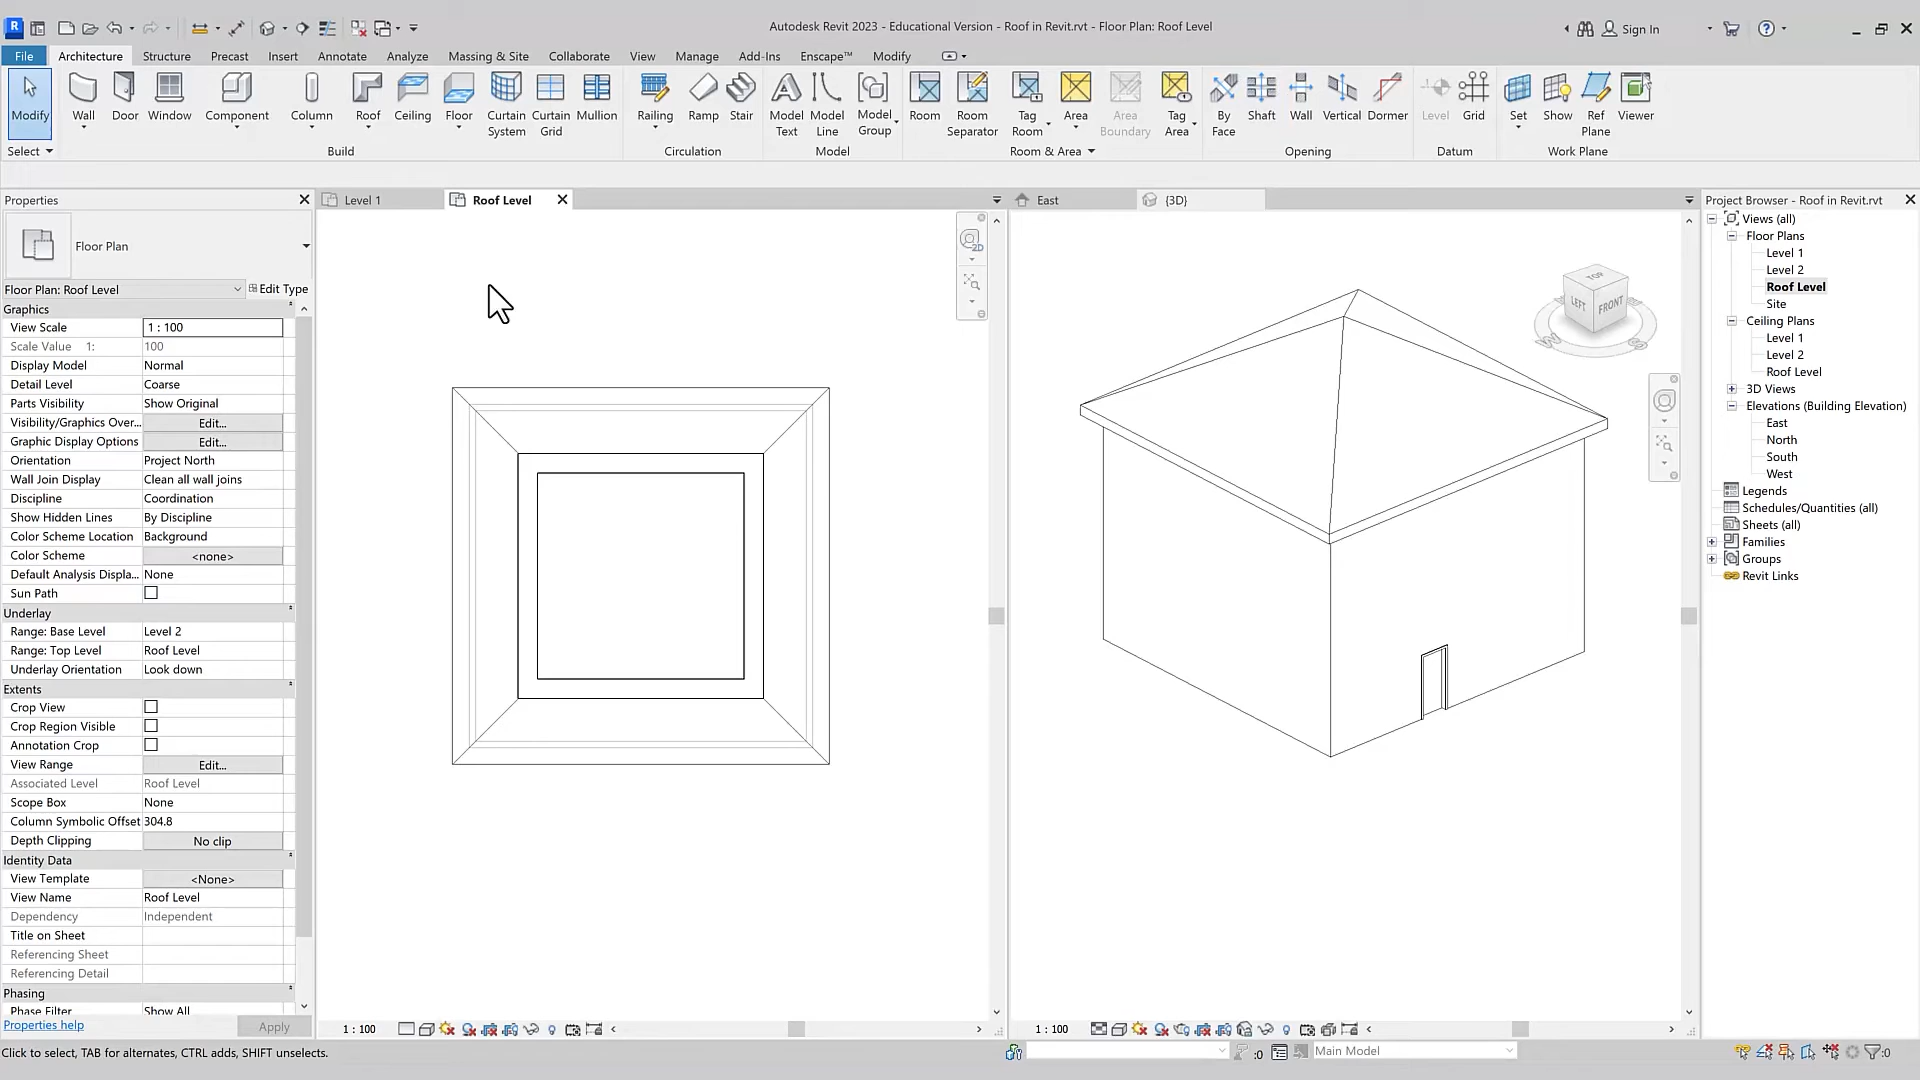 Autodesk Revit 2023 - Educational Version - Roof in Revit.rvt - Floor Plan: Roof Level
Sign In
File Architecture Structure Precast Insert Annotate Analyze Massing & Site Collaborate View Manage Add-Ins Enscape™ Modify
Modify Wall Door Window Component Column Roof Ceiling Floor Curtain System Curtain Grid Mullion Railing Ramp Stair Model Text Model Line Model Group Room Room Separator Tag Room Area Area Boundary Tag Area By Face Shaft Wall Vertical Dormer Level Grid Set Show Ref Plane Viewer
Select Build Circulation Model Room & Area Opening Datum Work Plane
Properties
Floor Plan
Floor Plan: Roof Level Edit Type
Graphics
View Scale 1 : 100
Scale Value 1: 100
Display Model Normal
Detail Level Coarse
Parts Visibility Show Original
Visibility/Graphics Over... Edit...
Graphic Display Options Edit...
Orientation Project North
Wall Join Display Clean all wall joins
Discipline Coordination
Show Hidden Lines By Discipline
Color Scheme Location Background
Color Scheme <none>
Default Analysis Displa... None
Sun Path
Underlay
Range: Base Level Level 2
Range: Top Level Roof Level
Underlay Orientation Look down
Extents
Crop View
Crop Region Visible
Annotation Crop
View Range Edit...
Associated Level Roof Level
Scope Box None
Column Symbolic Offset 304.8
Depth Clipping No clip
Identity Data
View Template <None>
View Name Roof Level
Dependency Independent
Title on Sheet
Referencing Sheet
Referencing Detail
Phasing
Phase Filter Show All
Properties help Apply
Level 1 Roof Level
2D
1 : 100
East {3D}
TOP
LEFT FRONT
W S
1 : 100
Project Browser - Roof in Revit.rvt
Views (all)
Floor Plans
Level 1
Level 2
Roof Level
Site
Ceiling Plans
Level 1
Level 2
Roof Level
3D Views
Elevations (Building Elevation)
East
North
South
West
Legends
Schedules/Quantities (all)
Sheets (all)
Families
Groups
Revit Links
Click to select, TAB for alternates, CTRL adds, SHIFT unselects.
:0 Main Model :0